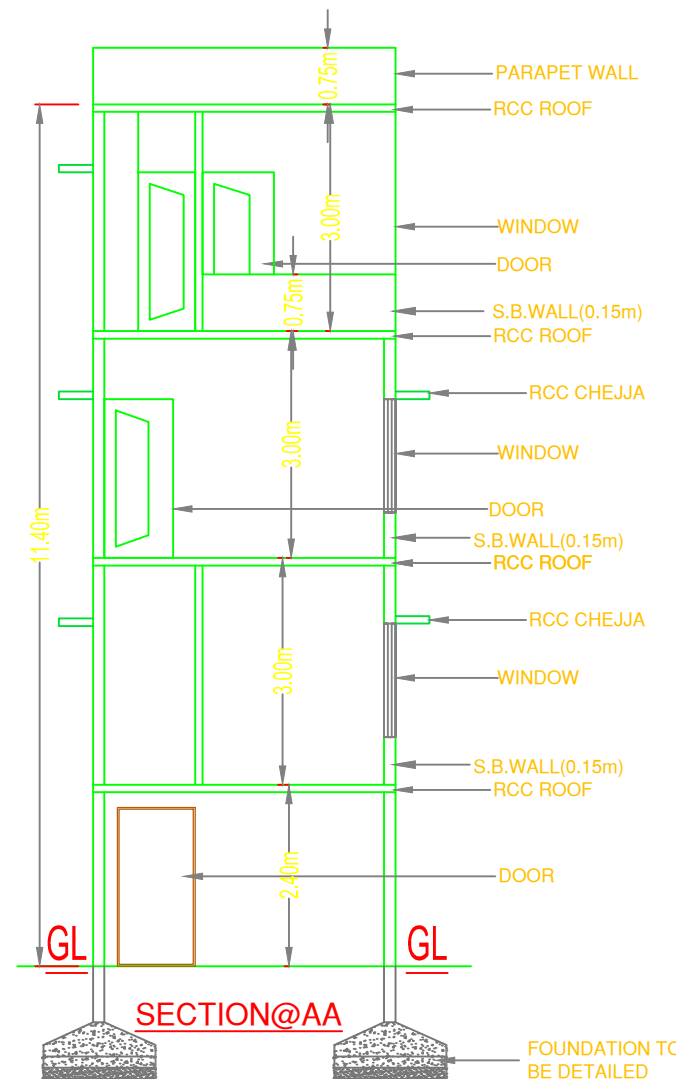 0.75m
PARAPET WALL
RCC ROOF
3.00m
WINDOW
DOOR
0.75m
S.B.WALL(0.15m)
RCC ROOF
RCC CHEJJA
3.00m
WINDOW
DOOR
11.40m
S.B.WALL(0.15m)
RCC ROOF
RCC CHEJJA
3.00m
WINDOW
S.B.WALL(0.15m)
RCC ROOF
2.40m
DOOR
GL
GL
SECTION@AA
FOUNDATION TO
BE DETAILED